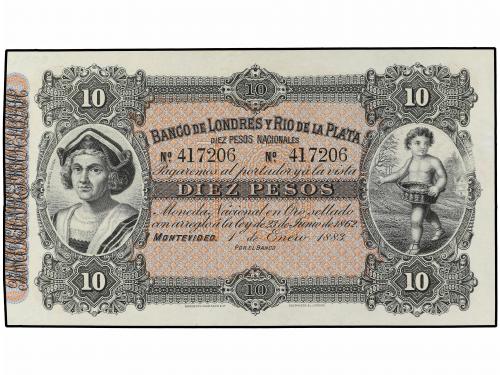 10 10 10
BANCO DE LONDRES Y RIO DE LA PLATA
DIEZ PESOS NACIONALES
Nº 417206 Nº 417206
Pagaremos al portador y á la vista
DIEZ PESOS
Moneda Nacional en Oro sellado
con arreglo á la ley de 23 de Junio de 1862.
MONTEVIDEO, 1º de Enero 1883
POR EL BANCO
10 10 10